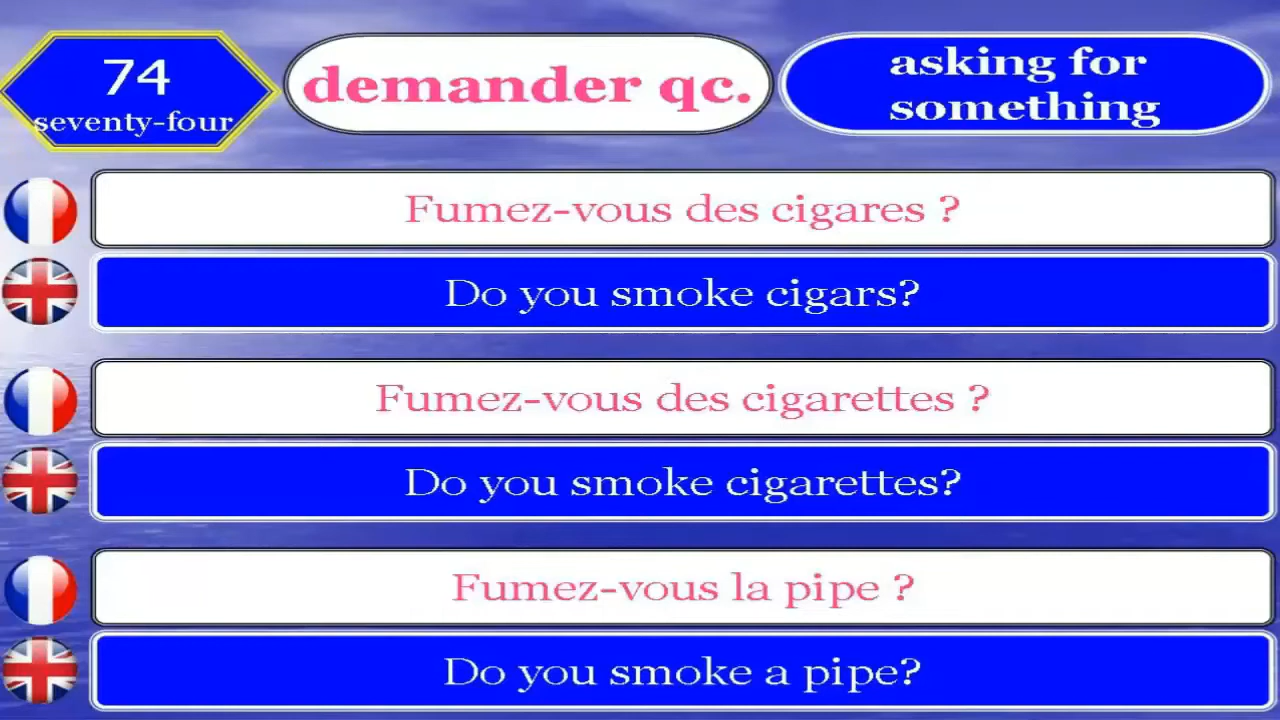 74
seventy-four
demander qc.
asking for
something
Fumez-vous des cigares ?
Do you smoke cigars?
Fumez-vous des cigarettes ?
Do you smoke cigarettes?
Fumez-vous la pipe ?
Do you smoke a pipe?